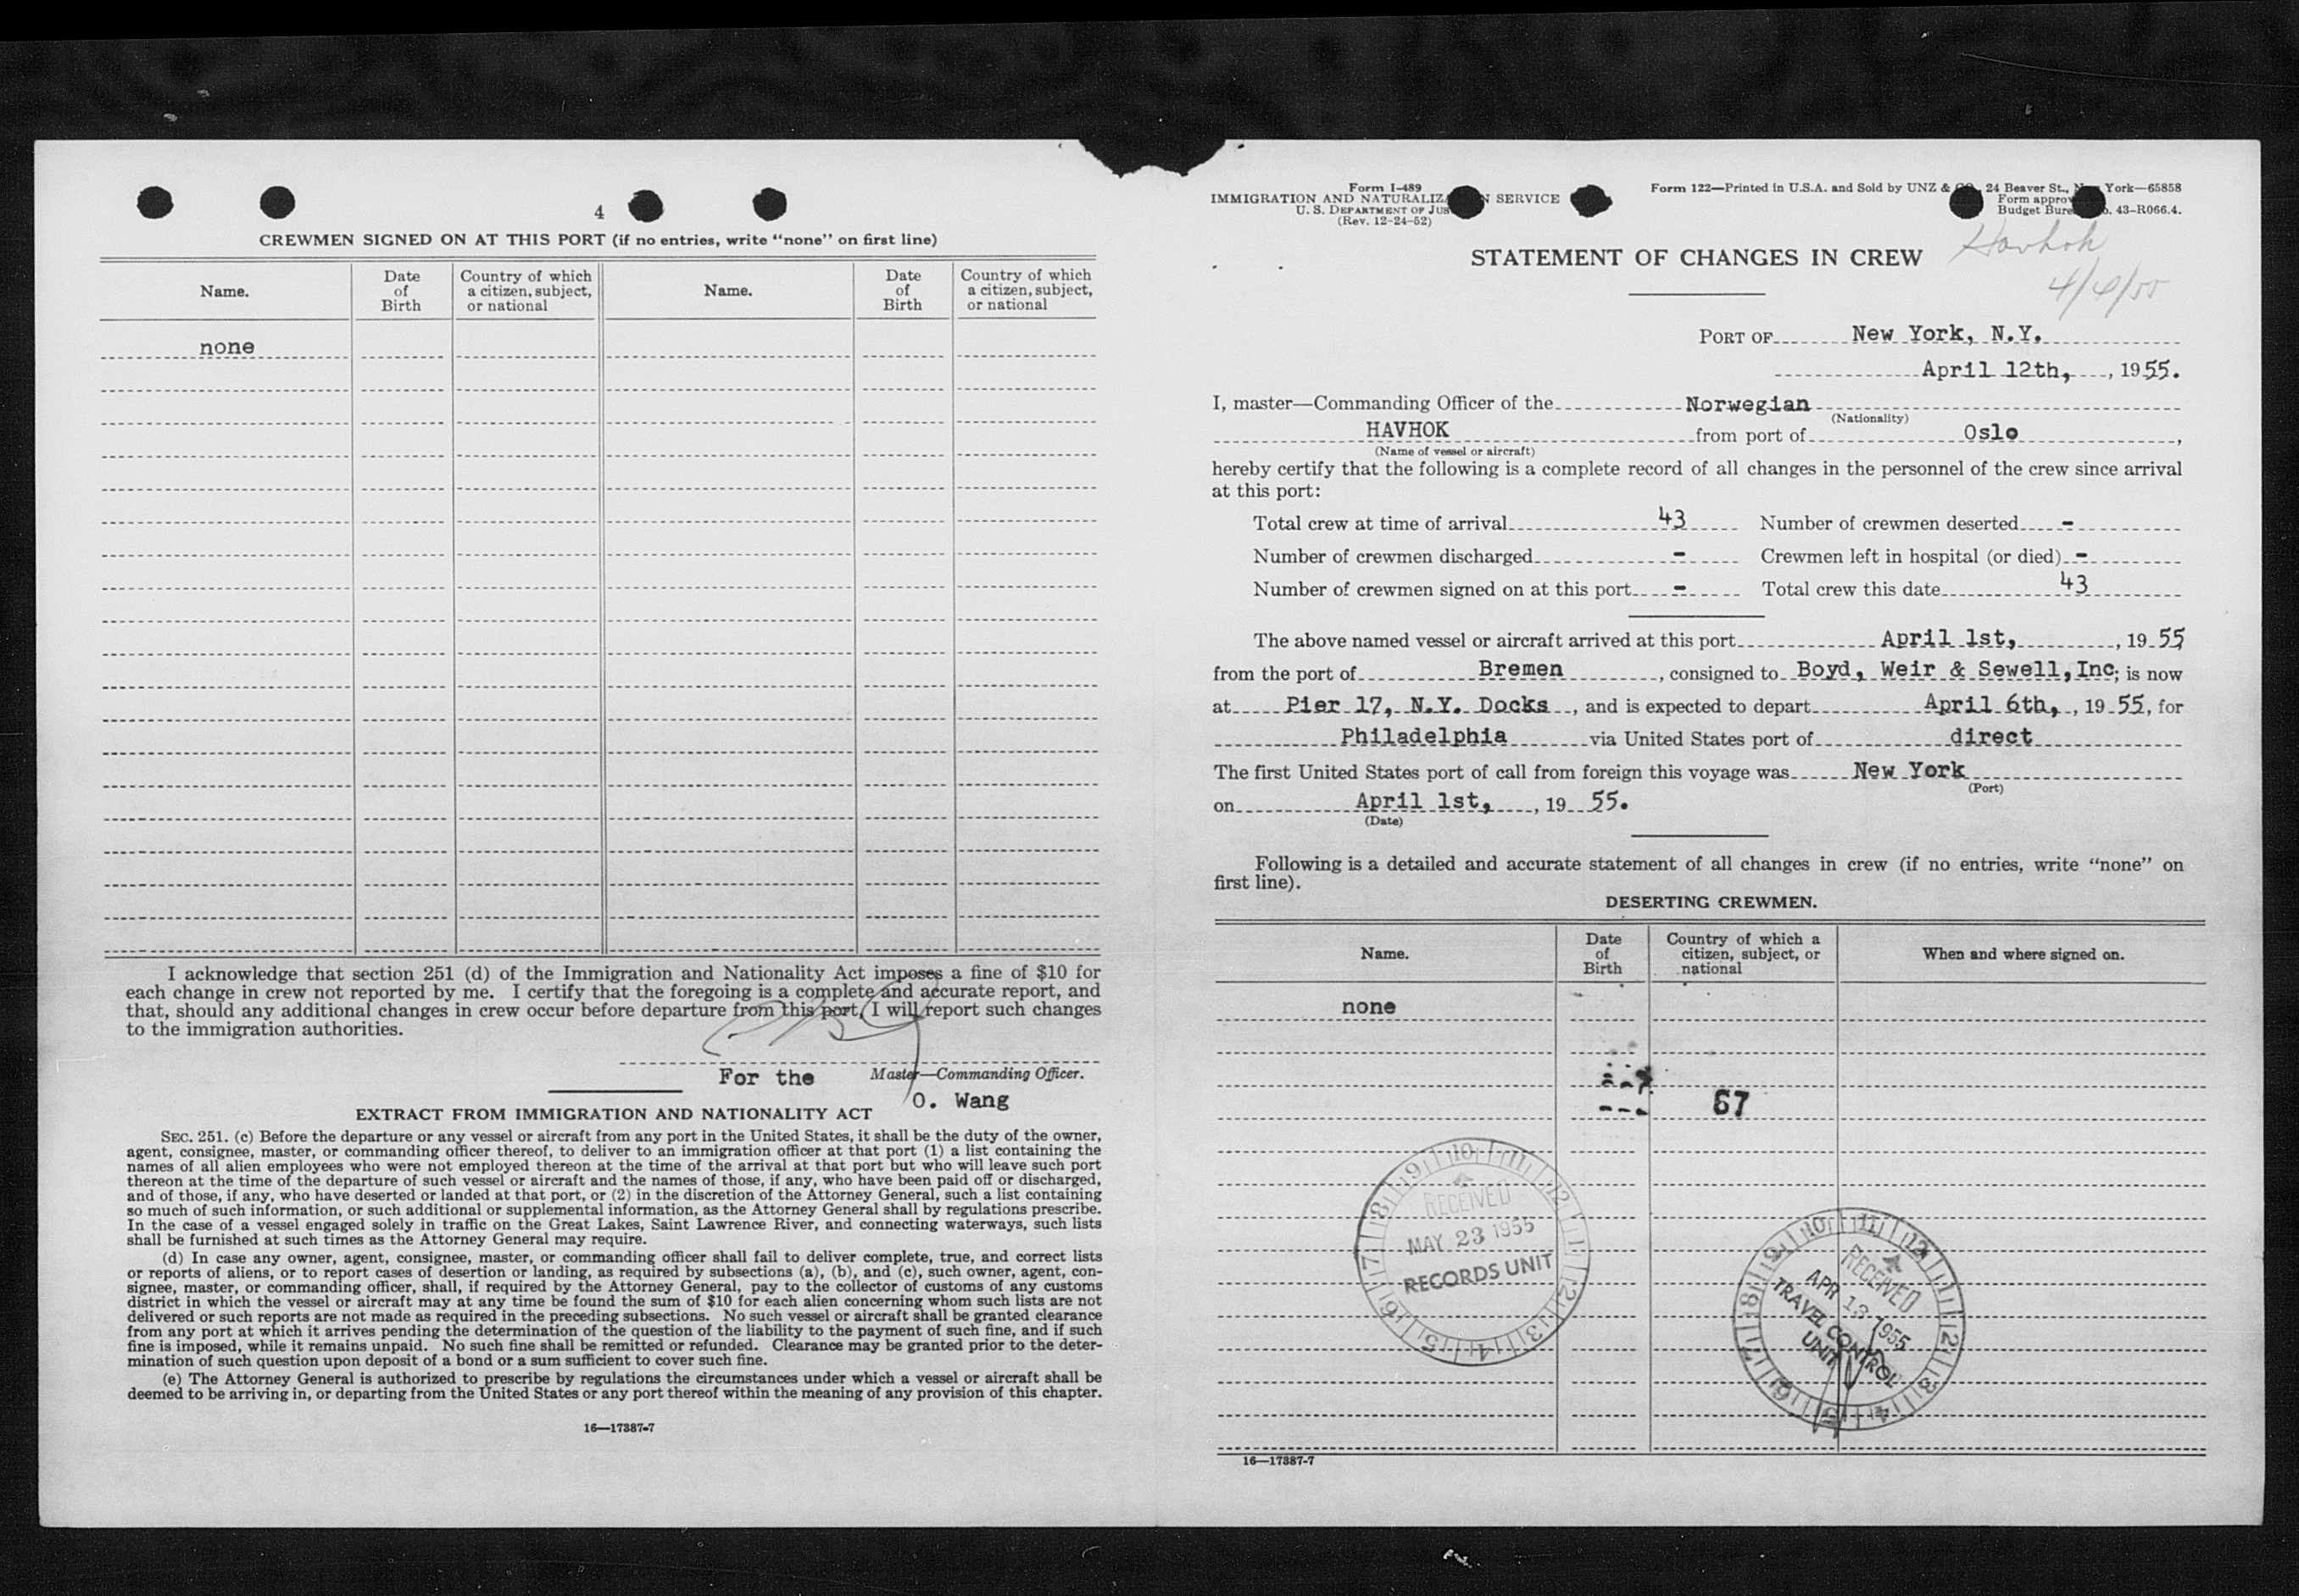 4
CREWMEN SIGNED ON AT THIS PORT (if no entries, write “none” on first line)
Name.
Date
of
Birth
Country of which
a citizen, subject,
or national
Name.
Date
of
Birth
Country of which
a citizen, subject,
or national
none
I acknowledge that section 251 (d) of the Immigration and Nationality Act imposes a fine of $10 for
each change in crew not reported by me. I certify that the foregoing is a complete and accurate report, and
that, should any additional changes in crew occur before departure from this port, I will report such changes
to the immigration authorities.
For the Master—Commanding Officer.
O. Wang
EXTRACT FROM IMMIGRATION AND NATIONALITY ACT
SEC. 251. (c) Before the departure or any vessel or aircraft from any port in the United States, it shall be the duty of the owner,
agent, consignee, master, or commanding officer thereof, to deliver to an immigration officer at that port (1) a list containing the
names of all alien employees who were not employed thereon at the time of the arrival at that port but who will leave such port
thereon at the time of the departure of such vessel or aircraft and the names of those, if any, who have been paid off or discharged,
and of those, if any, who have deserted or landed at that port, or (2) in the discretion of the Attorney General, such a list containing
so much of such information, or such additional or supplemental information, as the Attorney General shall by regulations prescribe.
In the case of a vessel engaged solely in traffic on the Great Lakes, Saint Lawrence River, and connecting waterways, such lists
shall be furnished at such times as the Attorney General may require.
(d) In case any owner, agent, consignee, master, or commanding officer shall fail to deliver complete, true, and correct lists
or reports of aliens, or to report cases of desertion or landing, as required by subsections (a), (b), and (c), such owner, agent, con-
signee, master, or commanding officer, shall, if required by the Attorney General, pay to the collector of customs of any customs
district in which the vessel or aircraft may at any time be found the sum of $10 for each alien concerning whom such lists are not
delivered or such reports are not made as required in the preceding subsections. No such vessel or aircraft shall be granted clearance
from any port at which it arrives pending the determination of the question of the liability to the payment of such fine, and if such
fine is imposed, while it remains unpaid. No such fine shall be remitted or refunded. Clearance may be granted prior to the deter-
mination of such question upon deposit of a bond or a sum sufficient to cover such fine.
(e) The Attorney General is authorized to prescribe by regulations the circumstances under which a vessel or aircraft shall be
deemed to be arriving in, or departing from the United States or any port thereof within the meaning of any provision of this chapter.
16—17387-7
Form I-489
IMMIGRATION AND NATURALIZ N SERVICE
U. S. DEPARTMENT OF JUS
(Rev. 12-24-52)
Form 122—Printed in U.S.A. and Sold by UNZ & 24 Beaver St., York—65858
Form approv
Budget Bure . 43-R066.4.
Havhok
STATEMENT OF CHANGES IN CREW
4/6/55
PORT OF New York, N.Y.
April 12th, , 1955.
I, master—Commanding Officer of the Norwegian
(Nationality)
HAVHOK from port of Oslo ,
(Name of vessel or aircraft)
hereby certify that the following is a complete record of all changes in the personnel of the crew since arrival
at this port:
Total crew at time of arrival 43 Number of crewmen deserted -
Number of crewmen discharged - Crewmen left in hospital (or died) -
Number of crewmen signed on at this port - Total crew this date 43
The above named vessel or aircraft arrived at this port April 1st, , 19 55
from the port of Bremen , consigned to Boyd, Weir & Sewell, Inc; is now
at Pier 17, N.Y. Docks , and is expected to depart April 6th, , 19 55, for
Philadelphia via United States port of direct
The first United States port of call from foreign this voyage was New York
(Port)
on April 1st, , 19 55.
(Date)
Following is a detailed and accurate statement of all changes in crew (if no entries, write “none” on
first line).
DESERTING CREWMEN.
Name.
Date
of
Birth
Country of which a
citizen, subject, or
national
When and where signed on.
none
67
10 11 12 1 2 3 4 5 6 7 8 9
RECEIVED
MAY 23 1955
RECORDS UNIT
10 11 12 1 2 3 4 5 6 7 8 9
RECEIVED
APR 13 1955
TRAVEL CONTROL
UNIT
16—17387-7